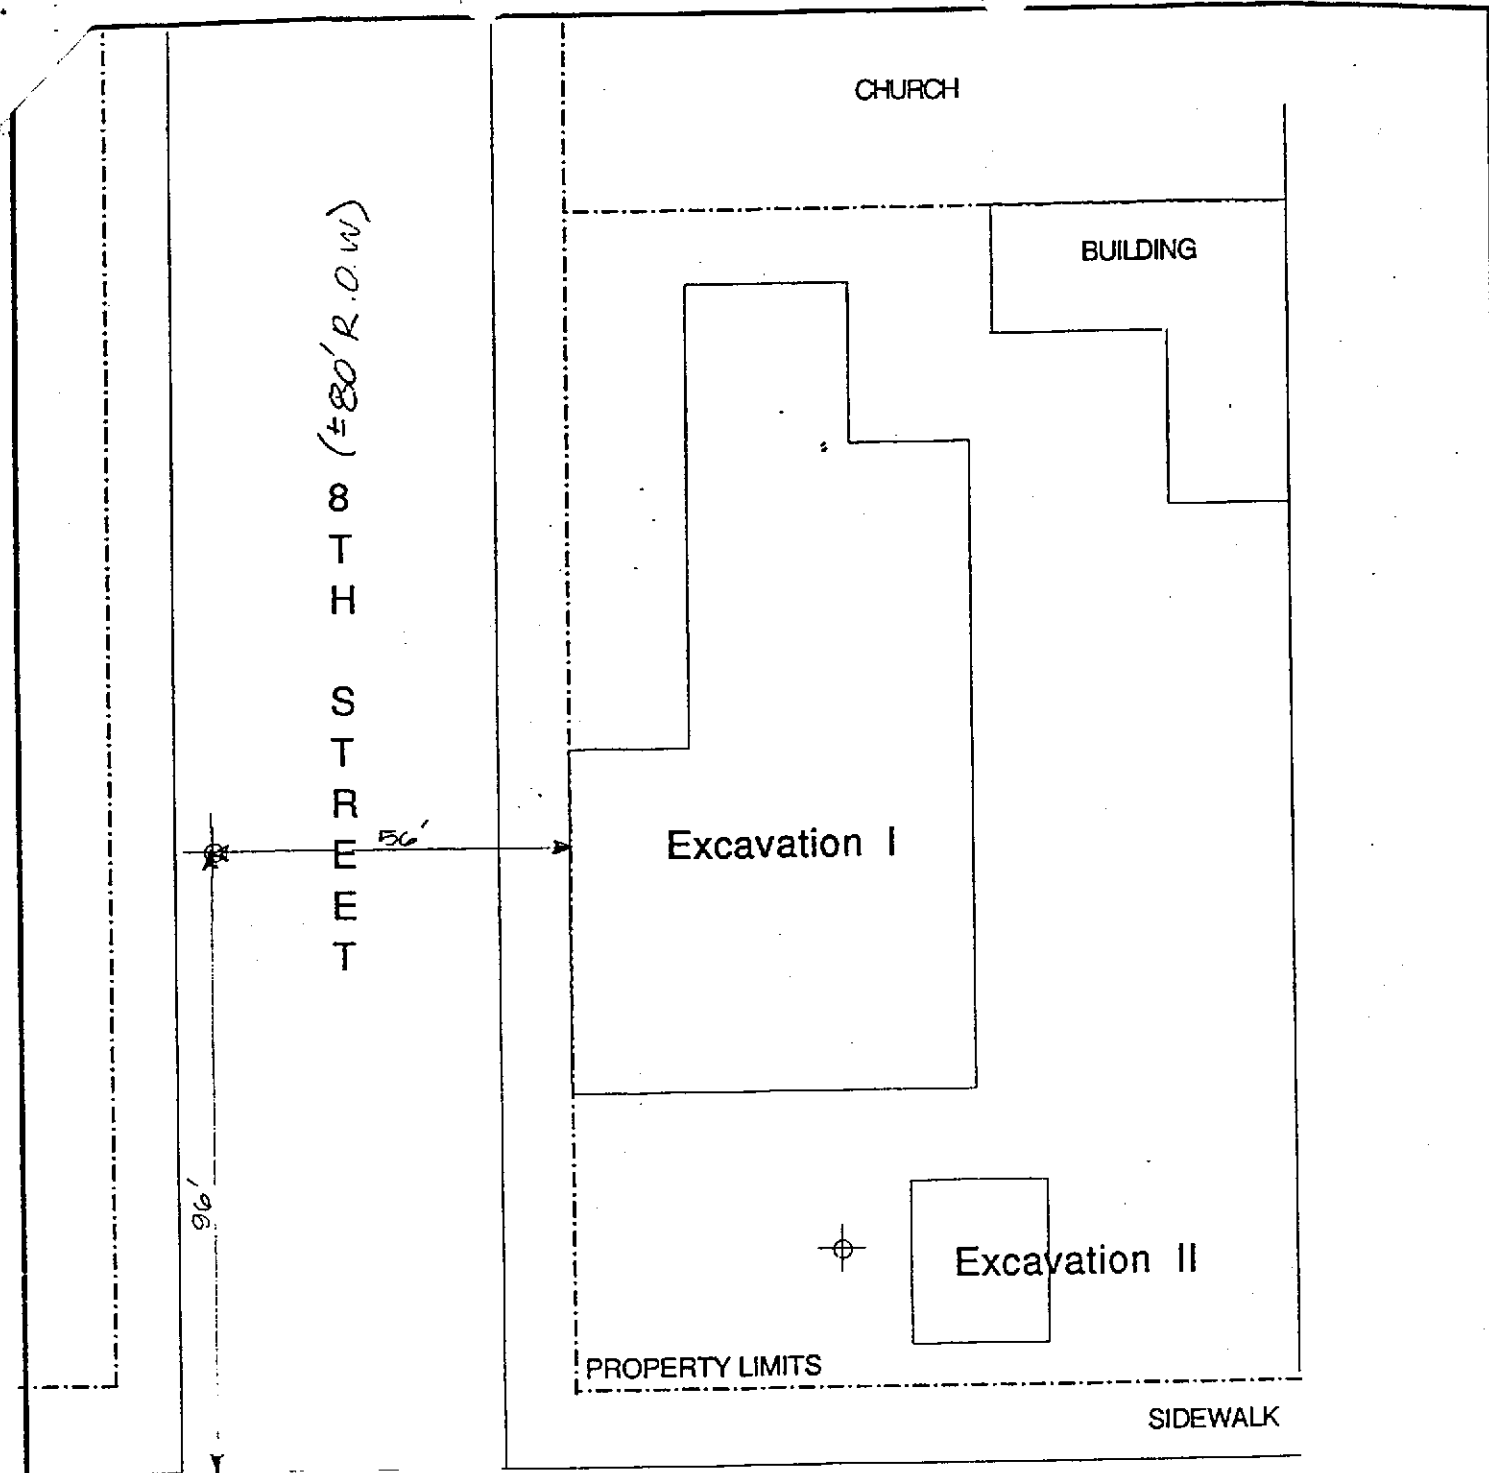 CHURCH
BUILDING
8TH STREET (±80' R.O.W)
56'
Excavation I
96'
Excavation II
PROPERTY LIMITS
SIDEWALK